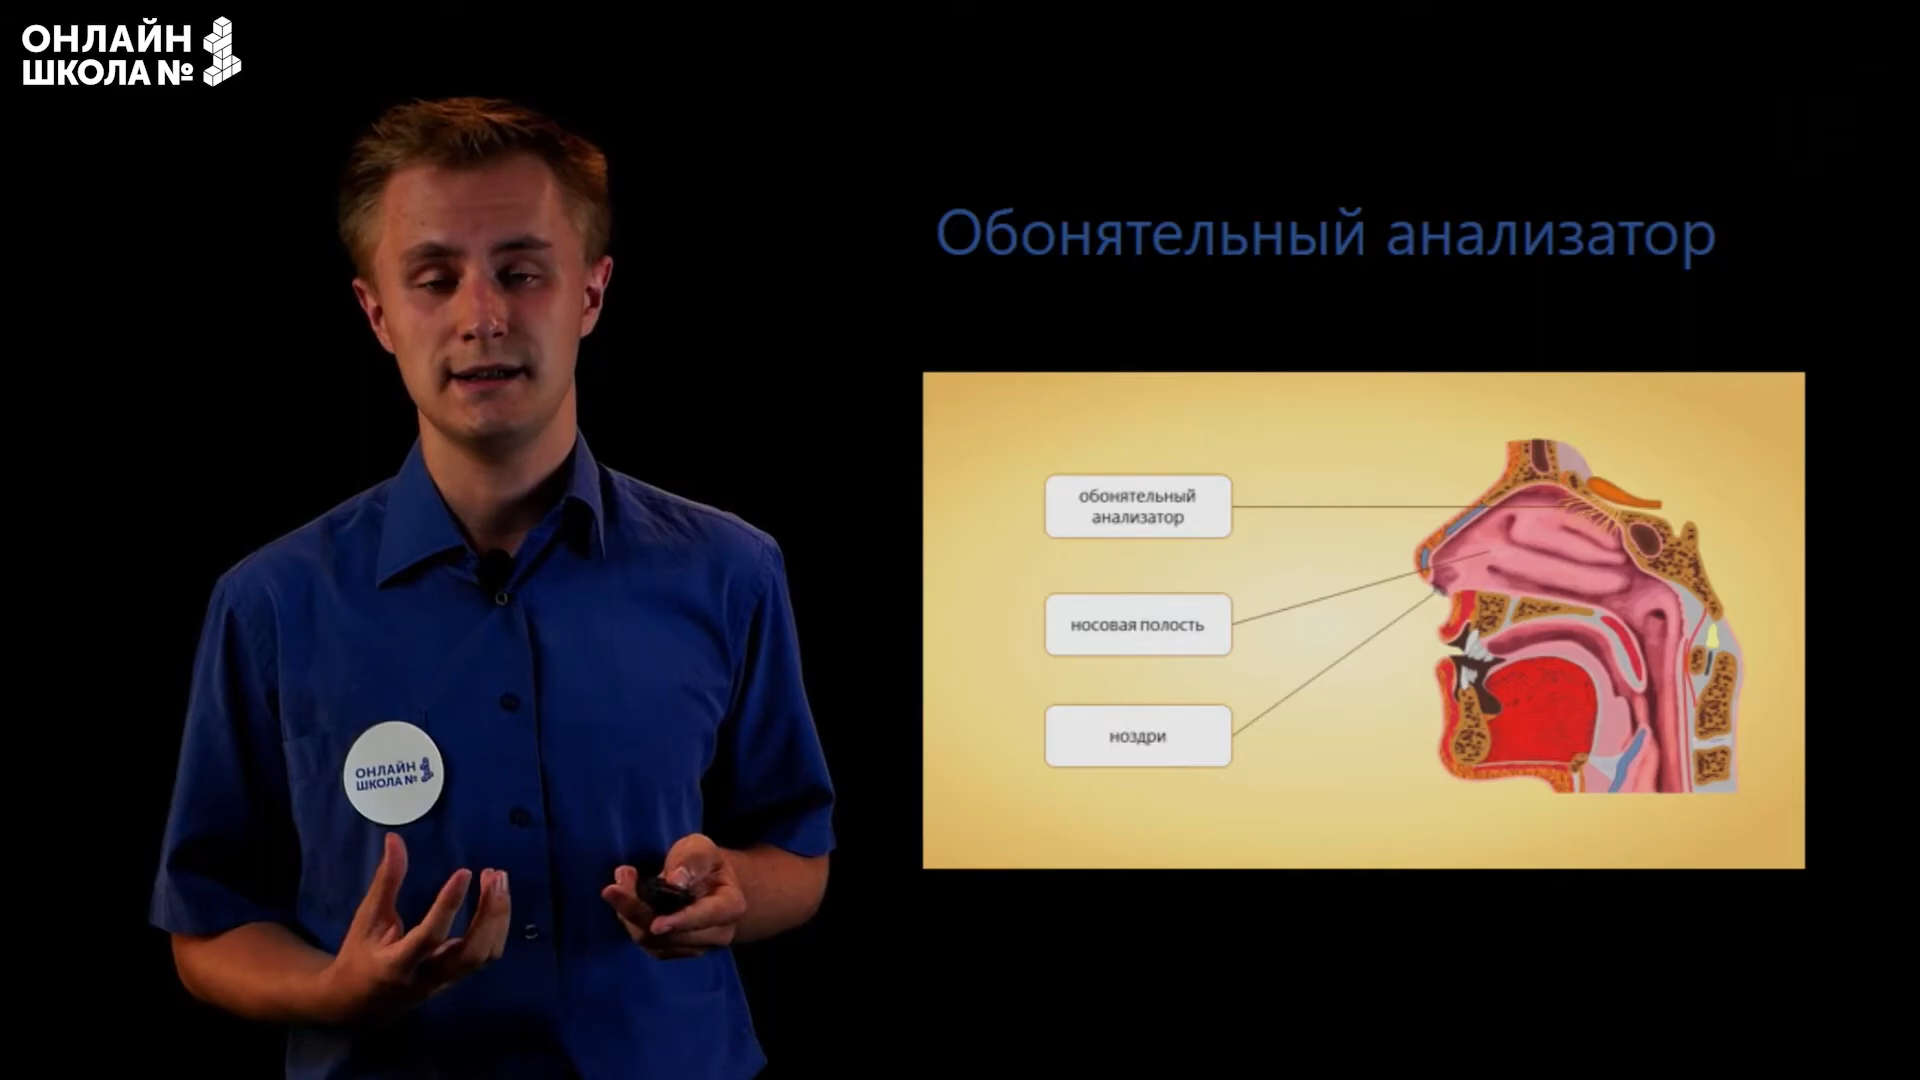 ОНЛАЙН
ШКОЛА №
Обонятельный анализатор
обонятельный
анализатор
носовая полость
ноздри
ОНЛАЙН
ШКОЛА №